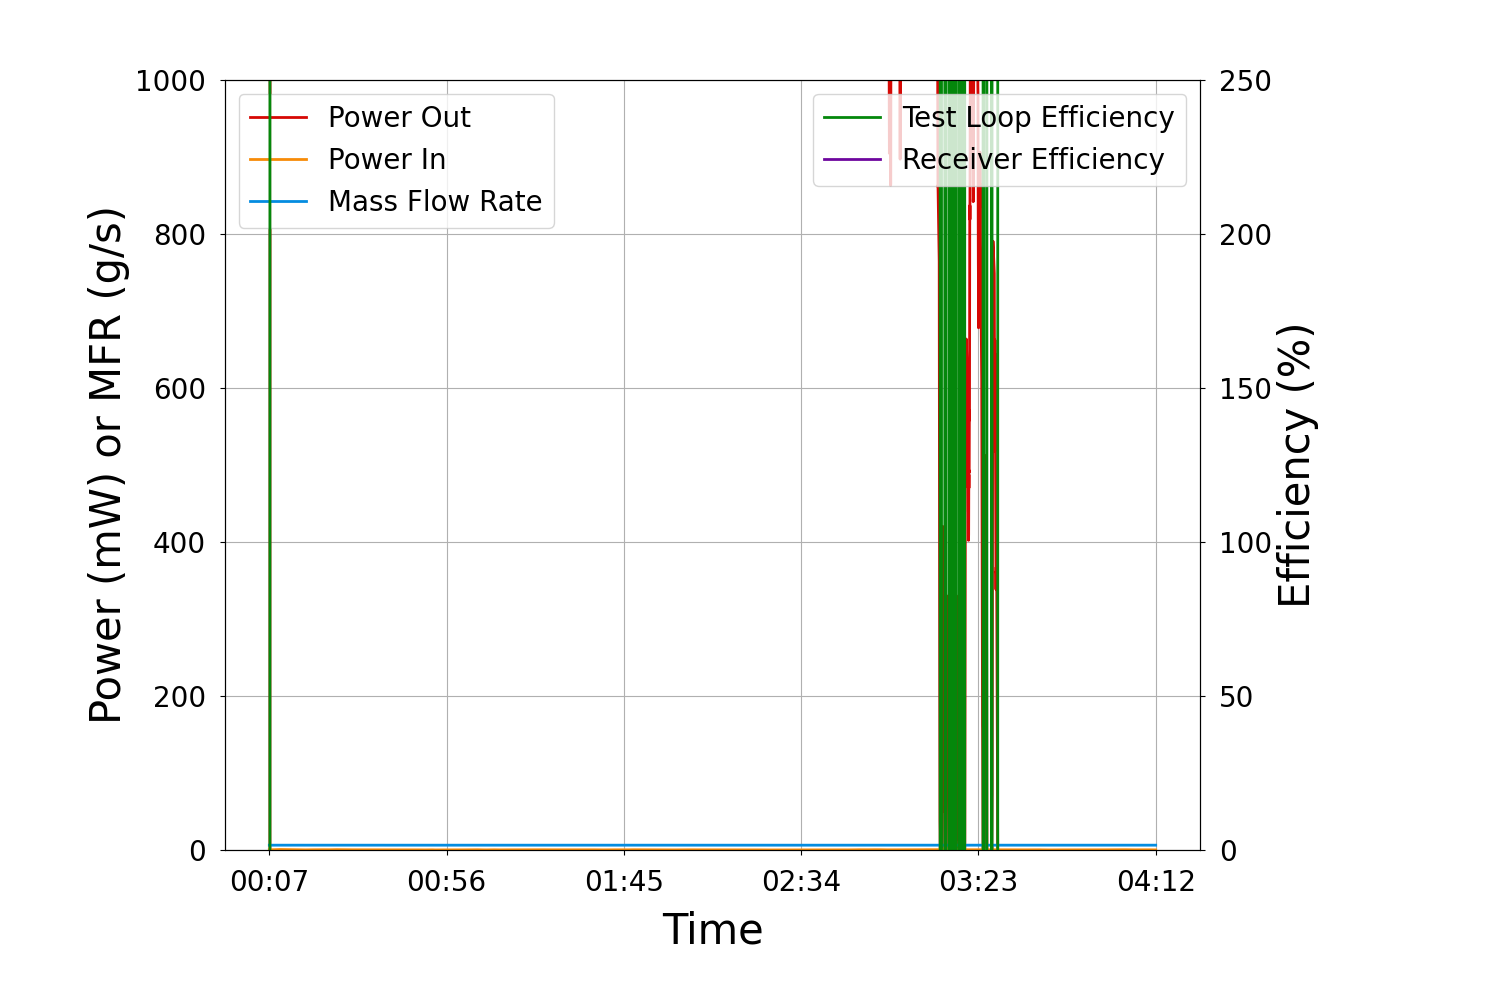 1000
800
600
400
200
0
Power (mW) or MFR (g/s)
Power Out
Power In
Mass Flow Rate
Test Loop Efficiency
Receiver Efficiency
250
200
150
100
50
0
Efficiency (%)
00:07 00:56 01:45 02:34 03:23 04:12
Time